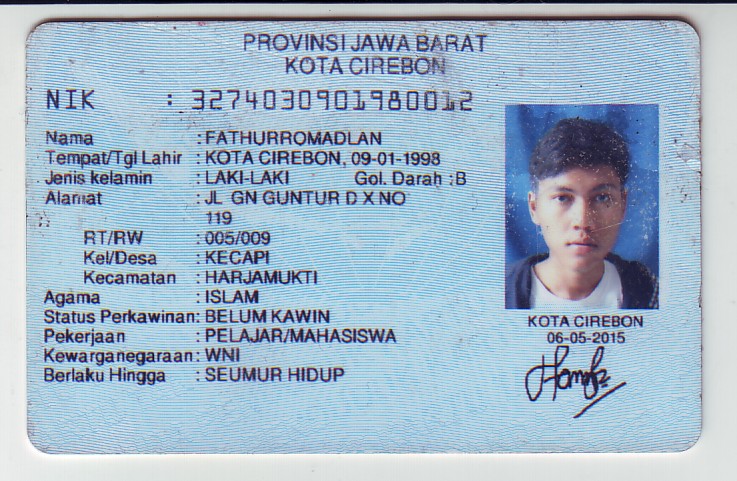 PROVINSI JAWA BARAT
KOTA CIREBON
NIK : 3274030901980012
Nama : FATHURROMADLAN
Tempat/Tgl Lahir : KOTA CIREBON, 09-01-1998
Jenis kelamin : LAKI-LAKI Gol. Darah :B
Alamat : JL GN GUNTUR D X NO
119
RT/RW : 005/009
Kel/Desa : KECAPI
Kecamatan : HARJAMUKTI
Agama : ISLAM
Status Perkawinan: BELUM KAWIN
Pekerjaan : PELAJAR/MAHASISWA
Kewarganegaraan: WNI
Berlaku Hingga : SEUMUR HIDUP
KOTA CIREBON
06-05-2015